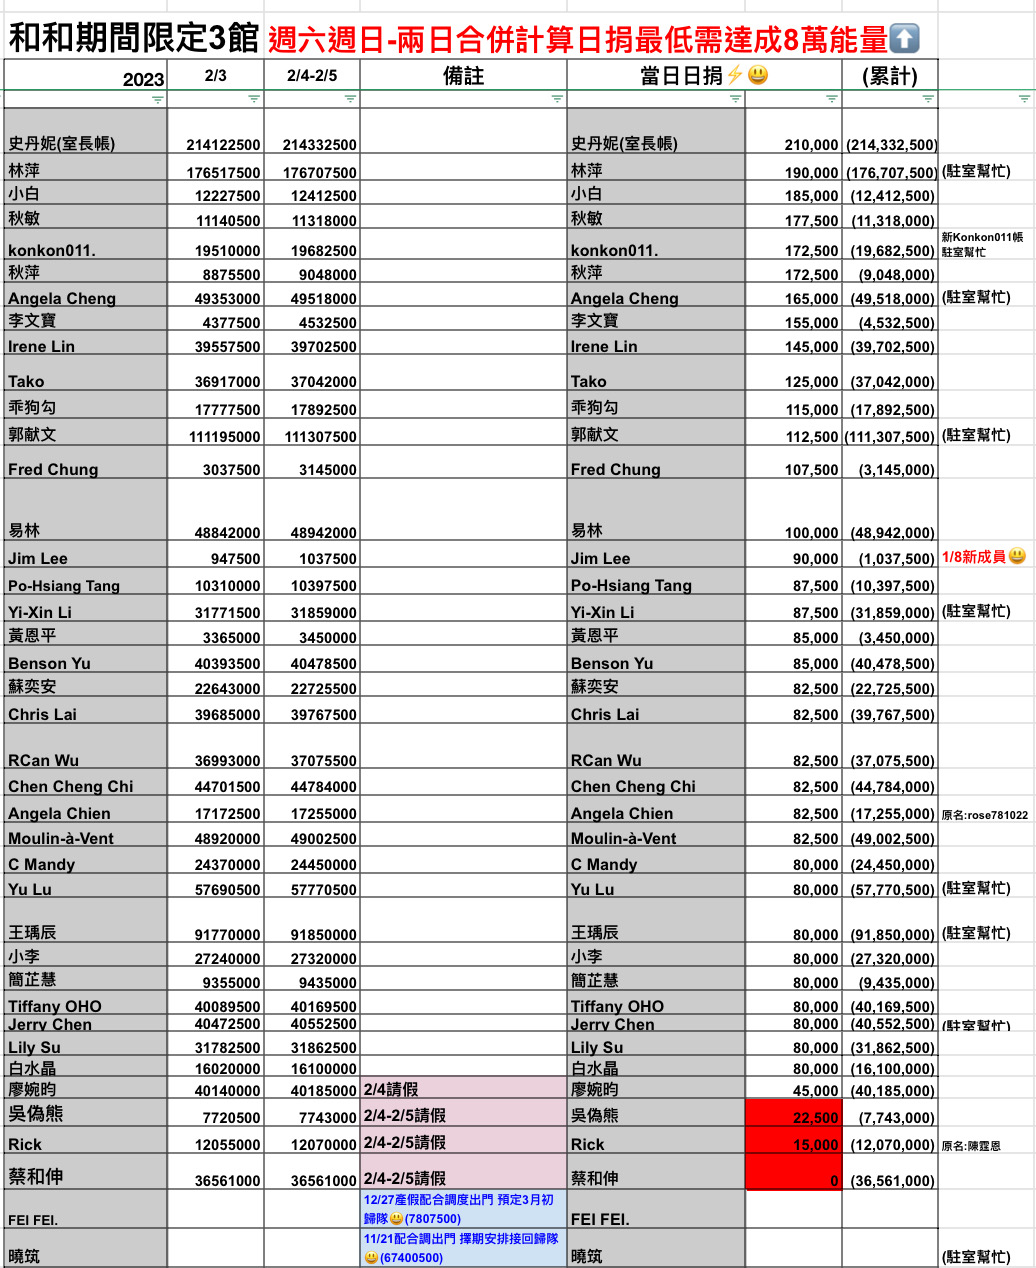 和和期間限定3館 週六週日-兩日合併計算日捐最低需達成8萬能量⬆️
2023 2/3 2/4-2/5 備註 當日日捐⚡😃 (累計)
史丹妮(室長帳) 214122500 214332500 史丹妮(室長帳) 210,000 (214,332,500)
林萍 176517500 176707500 林萍 190,000 (176,707,500) (駐室幫忙)
小白 12227500 12412500 小白 185,000 (12,412,500)
秋敏 11140500 11318000 秋敏 177,500 (11,318,000)
konkon011. 19510000 19682500 konkon011. 172,500 (19,682,500) 新Konkon011帳
駐室幫忙
秋萍 8875500 9048000 秋萍 172,500 (9,048,000)
Angela Cheng 49353000 49518000 Angela Cheng 165,000 (49,518,000) (駐室幫忙)
李文寶 4377500 4532500 李文寶 155,000 (4,532,500)
Irene Lin 39557500 39702500 Irene Lin 145,000 (39,702,500)
Tako 36917000 37042000 Tako 125,000 (37,042,000)
乖狗勾 17777500 17892500 乖狗勾 115,000 (17,892,500)
郭献文 111195000 111307500 郭献文 112,500 (111,307,500) (駐室幫忙)
Fred Chung 3037500 3145000 Fred Chung 107,500 (3,145,000)
易林 48842000 48942000 易林 100,000 (48,942,000)
Jim Lee 947500 1037500 Jim Lee 90,000 (1,037,500) 1/8新成員😃
Po-Hsiang Tang 10310000 10397500 Po-Hsiang Tang 87,500 (10,397,500)
Yi-Xin Li 31771500 31859000 Yi-Xin Li 87,500 (31,859,000) (駐室幫忙)
黃恩平 3365000 3450000 黃恩平 85,000 (3,450,000)
Benson Yu 40393500 40478500 Benson Yu 85,000 (40,478,500)
蘇奕安 22643000 22725500 蘇奕安 82,500 (22,725,500)
Chris Lai 39685000 39767500 Chris Lai 82,500 (39,767,500)
RCan Wu 36993000 37075500 RCan Wu 82,500 (37,075,500)
Chen Cheng Chi 44701500 44784000 Chen Cheng Chi 82,500 (44,784,000)
Angela Chien 17172500 17255000 Angela Chien 82,500 (17,255,000) 原名:rose781022
Moulin-à-Vent 48920000 49002500 Moulin-à-Vent 82,500 (49,002,500)
C Mandy 24370000 24450000 C Mandy 80,000 (24,450,000)
Yu Lu 57690500 57770500 Yu Lu 80,000 (57,770,500) (駐室幫忙)
王瑀辰 91770000 91850000 王瑀辰 80,000 (91,850,000) (駐室幫忙)
小李 27240000 27320000 小李 80,000 (27,320,000)
簡芷慧 9355000 9435000 簡芷慧 80,000 (9,435,000)
Tiffany OHO 40089500 40169500 Tiffany OHO 80,000 (40,169,500)
Jerry Chen 40472500 40552500 Jerry Chen 80,000 (40,552,500) (駐室幫忙)
Lily Su 31782500 31862500 Lily Su 80,000 (31,862,500)
白水晶 16020000 16100000 白水晶 80,000 (16,100,000)
廖婉昀 40140000 40185000 2/4請假 廖婉昀 45,000 (40,185,000)
吳偽熊 7720500 7743000 2/4-2/5請假 吳偽熊 22,500 (7,743,000)
Rick 12055000 12070000 2/4-2/5請假 Rick 15,000 (12,070,000) 原名:陳霆恩
蔡和伸 36561000 36561000 2/4-2/5請假 蔡和伸 0 (36,561,000)
FEI FEI. 12/27產假配合調度出門 預定3月初
歸隊😃(7807500) FEI FEI.
曉筑 11/21配合調出門 擇期安排接回歸隊
😃(67400500) 曉筑 (駐室幫忙)